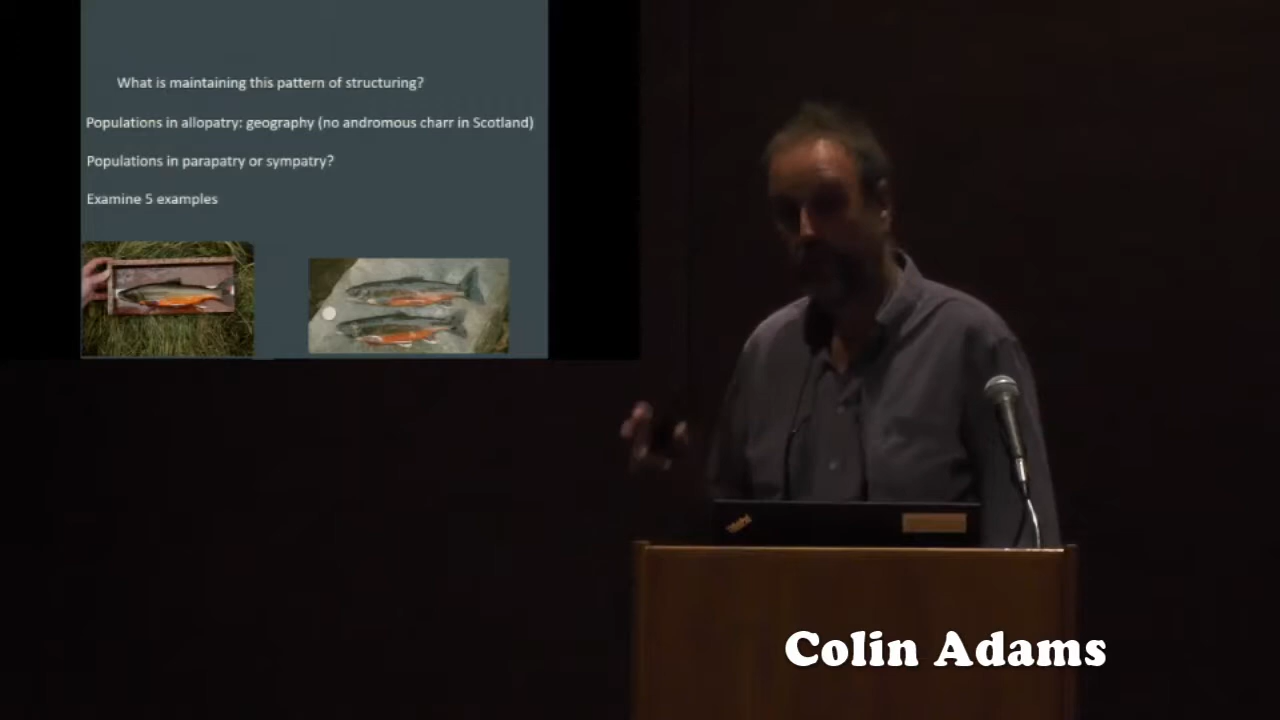 What is maintaining this pattern of structuring?
Populations in allopatry: geography (no andromous charr in Scotland)
Populations in parapatry or sympatry?
Examine 5 examples
Colin Adams